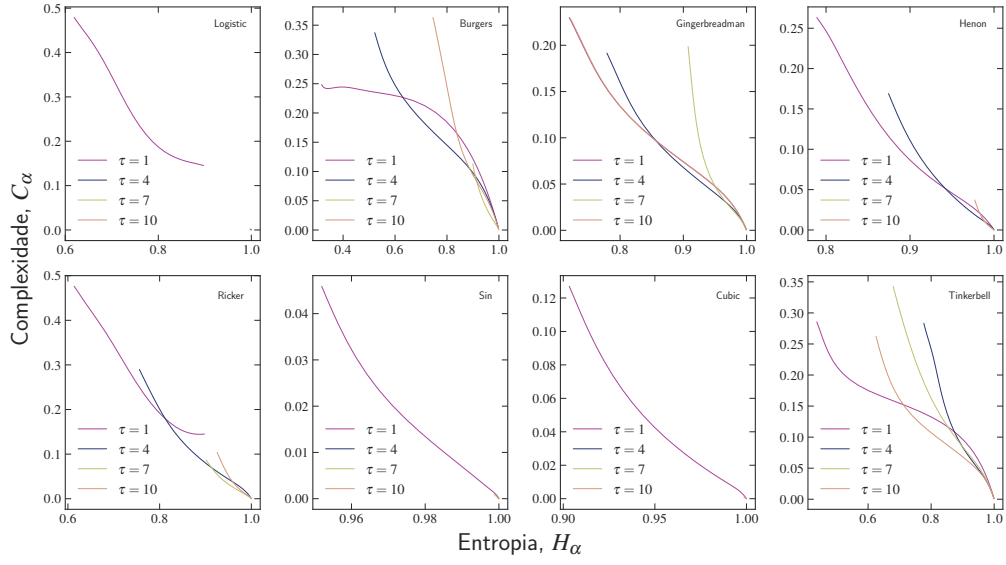 Complexidade, Cα
Logistic
0.5
0.4
0.3
0.2
0.1
0.0
0.6
0.8
1.0
τ = 1
τ = 4
τ = 7
τ = 10
Burgers
0.35
0.30
0.25
0.20
0.15
0.10
0.05
0.00
0.4
0.6
0.8
1.0
τ = 1
τ = 4
τ = 7
τ = 10
Gingerbreadman
0.20
0.15
0.10
0.05
0.00
0.8
0.9
1.0
τ = 1
τ = 4
τ = 7
τ = 10
Henon
0.25
0.20
0.15
0.10
0.05
0.00
0.8
0.9
1.0
τ = 1
τ = 4
τ = 7
τ = 10
Ricker
0.5
0.4
0.3
0.2
0.1
0.0
0.6
0.8
1.0
τ = 1
τ = 4
τ = 7
τ = 10
Sin
0.04
0.03
0.02
0.01
0.00
0.96
0.98
1.00
τ = 1
τ = 4
τ = 7
τ = 10
Cubic
0.12
0.10
0.08
0.06
0.04
0.02
0.00
0.90
0.95
1.00
τ = 1
τ = 4
τ = 7
τ = 10
Tinkerbell
0.35
0.30
0.25
0.20
0.15
0.10
0.05
0.00
0.6
0.8
1.0
τ = 1
τ = 4
τ = 7
τ = 10
Entropia, Hα